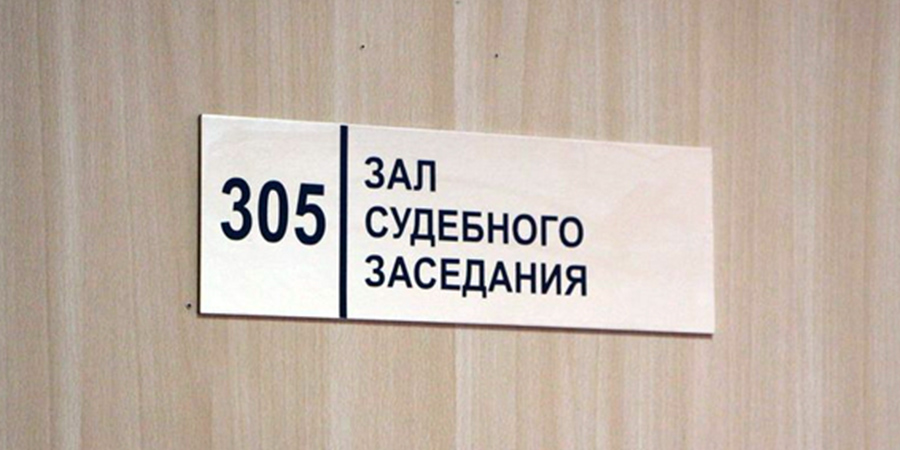 305
ЗАЛ
СУДЕБНОГО
ЗАСЕДАНИЯ